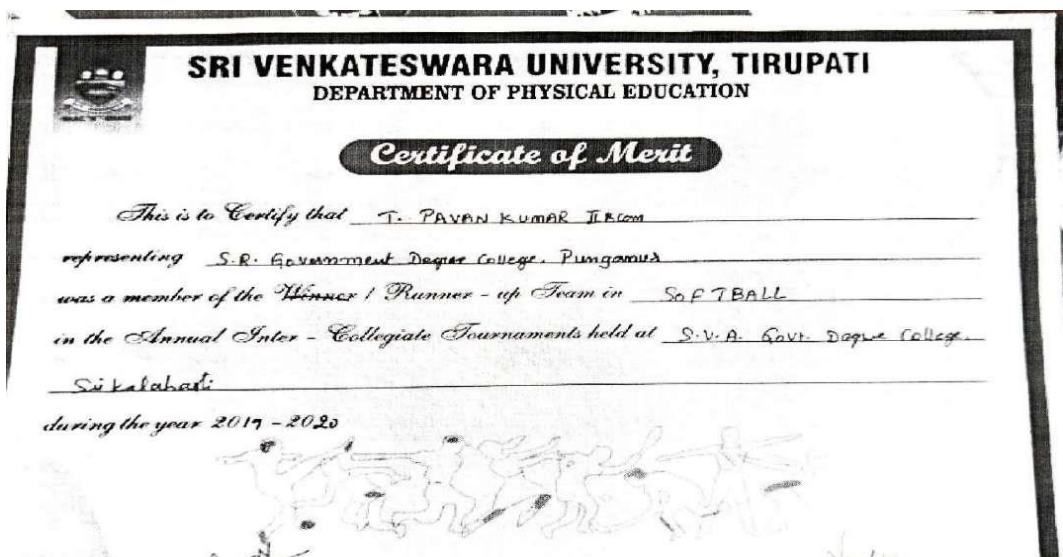 SRI VENKATESWARA UNIVERSITY, TIRUPATI
DEPARTMENT OF PHYSICAL EDUCATION
Certificate of Merit
This is to Certify that T. PAVAN KUMAR II B.Com
representing S.R. Government Degree College, Punganur
was a member of the Winner / Runner - up Team in SOFTBALL
in the Annual Inter - Collegiate Tournaments held at S.V.A. Govt. Degree College,
Srikalahasti
during the year 2019 - 2020